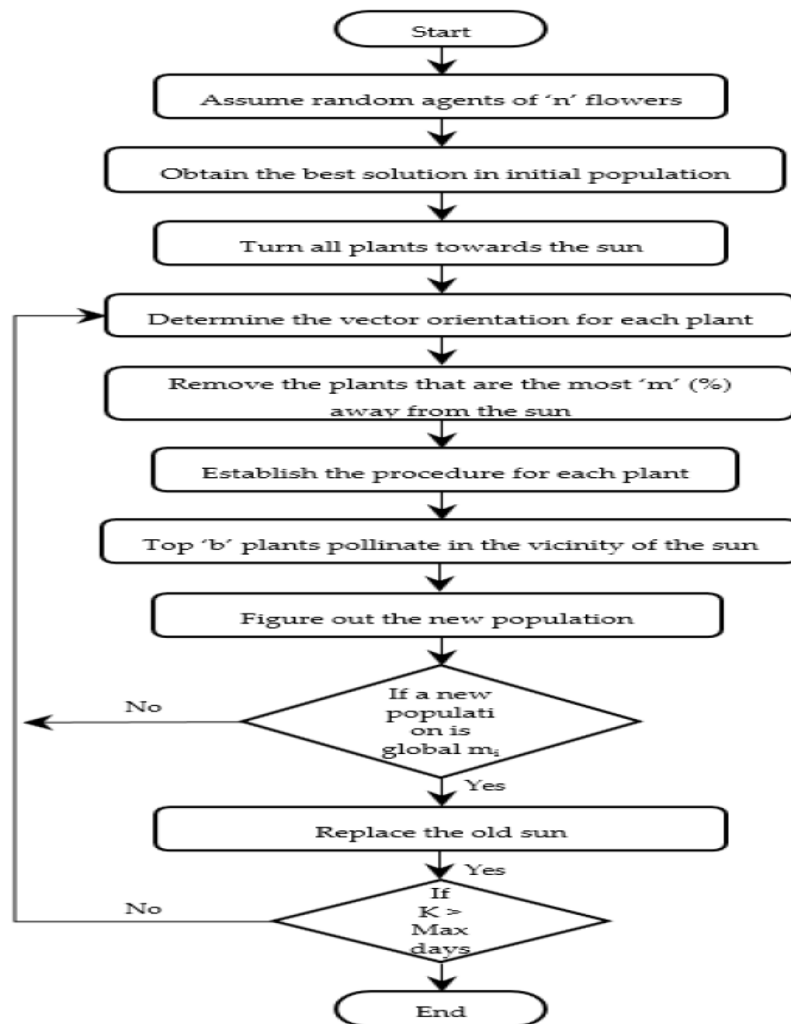 Start
Assume random agents of ‘n’ flowers
Obtain the best solution in initial population
Turn all plants towards the sun
Determine the vector orientation for each plant
Remove the plants that are the most ‘m’ (%)
away from the sun
Establish the procedure for each plant
Top ‘b’ plants pollinate in the vicinity of the sun
Figure out the new population
If a new
populati
on is
global mᵢ
No
Yes
Replace the old sun
Yes
If
K >
Max
days
No
End